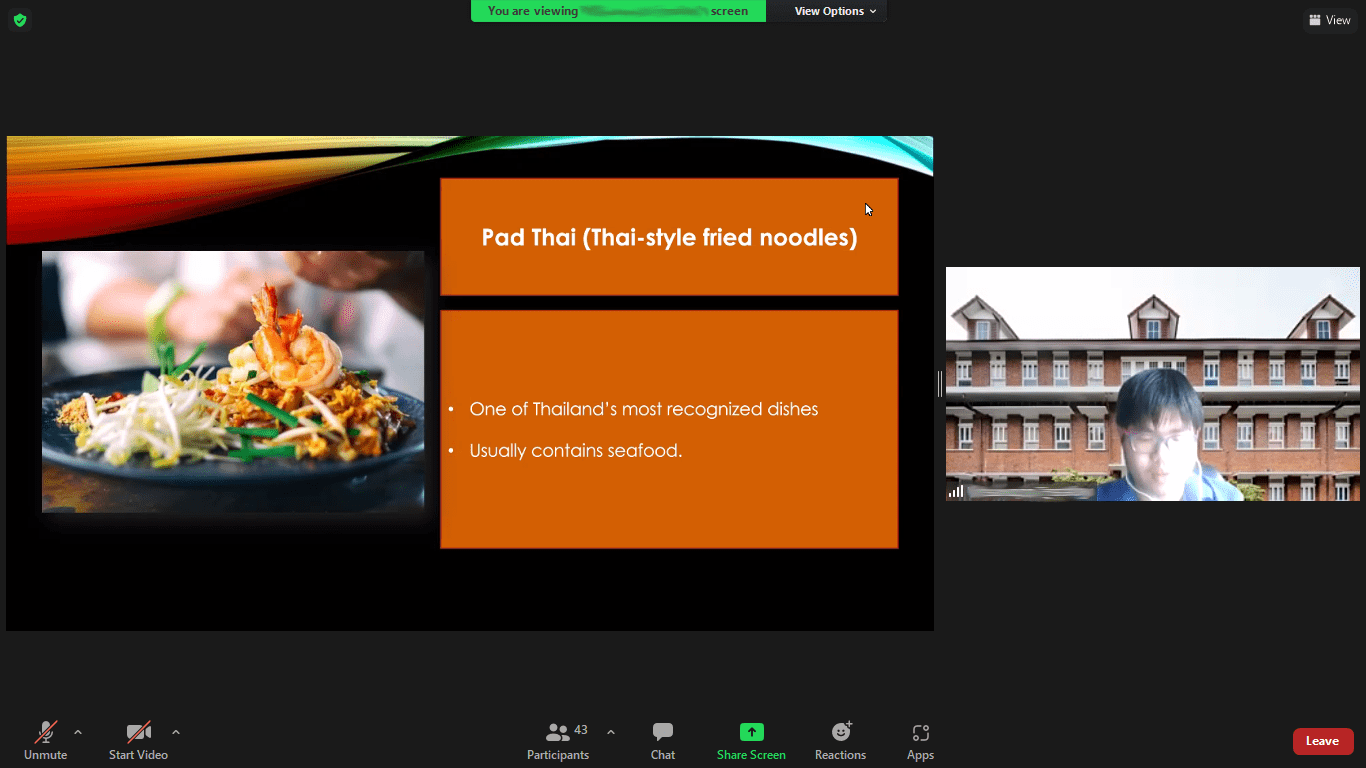 You are viewing screen
View Options
View
Pad Thai (Thai-style fried noodles)
• One of Thailand's most recognized dishes
• Usually contains seafood.
Unmute
Start Video
43
Participants
Chat
Share Screen
Reactions
Apps
Leave